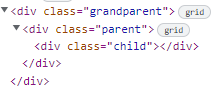 <div class="grandparent"> grid
<div class="parent"> grid
<div class="child"></div>
</div>
</div>